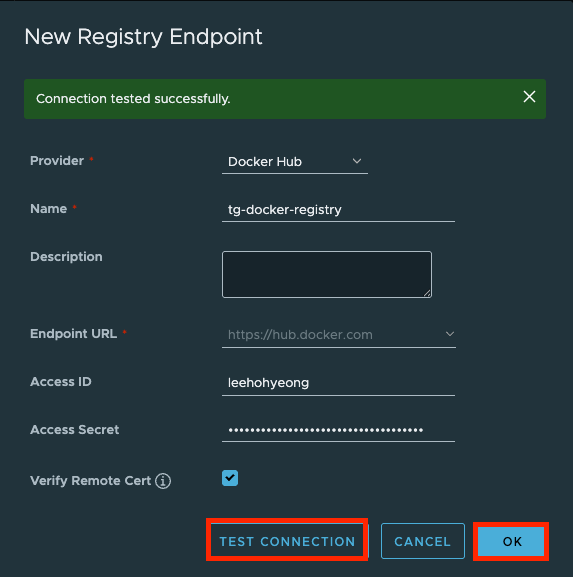 New Registry Endpoint
Connection tested successfully.
Provider * Docker Hub
Name * tg-docker-registry
Description
Endpoint URL * https://hub.docker.com
Access ID leehohyeong
Access Secret ••••••••••••••••••••••••••••••••••••
Verify Remote Cert
TEST CONNECTION CANCEL OK